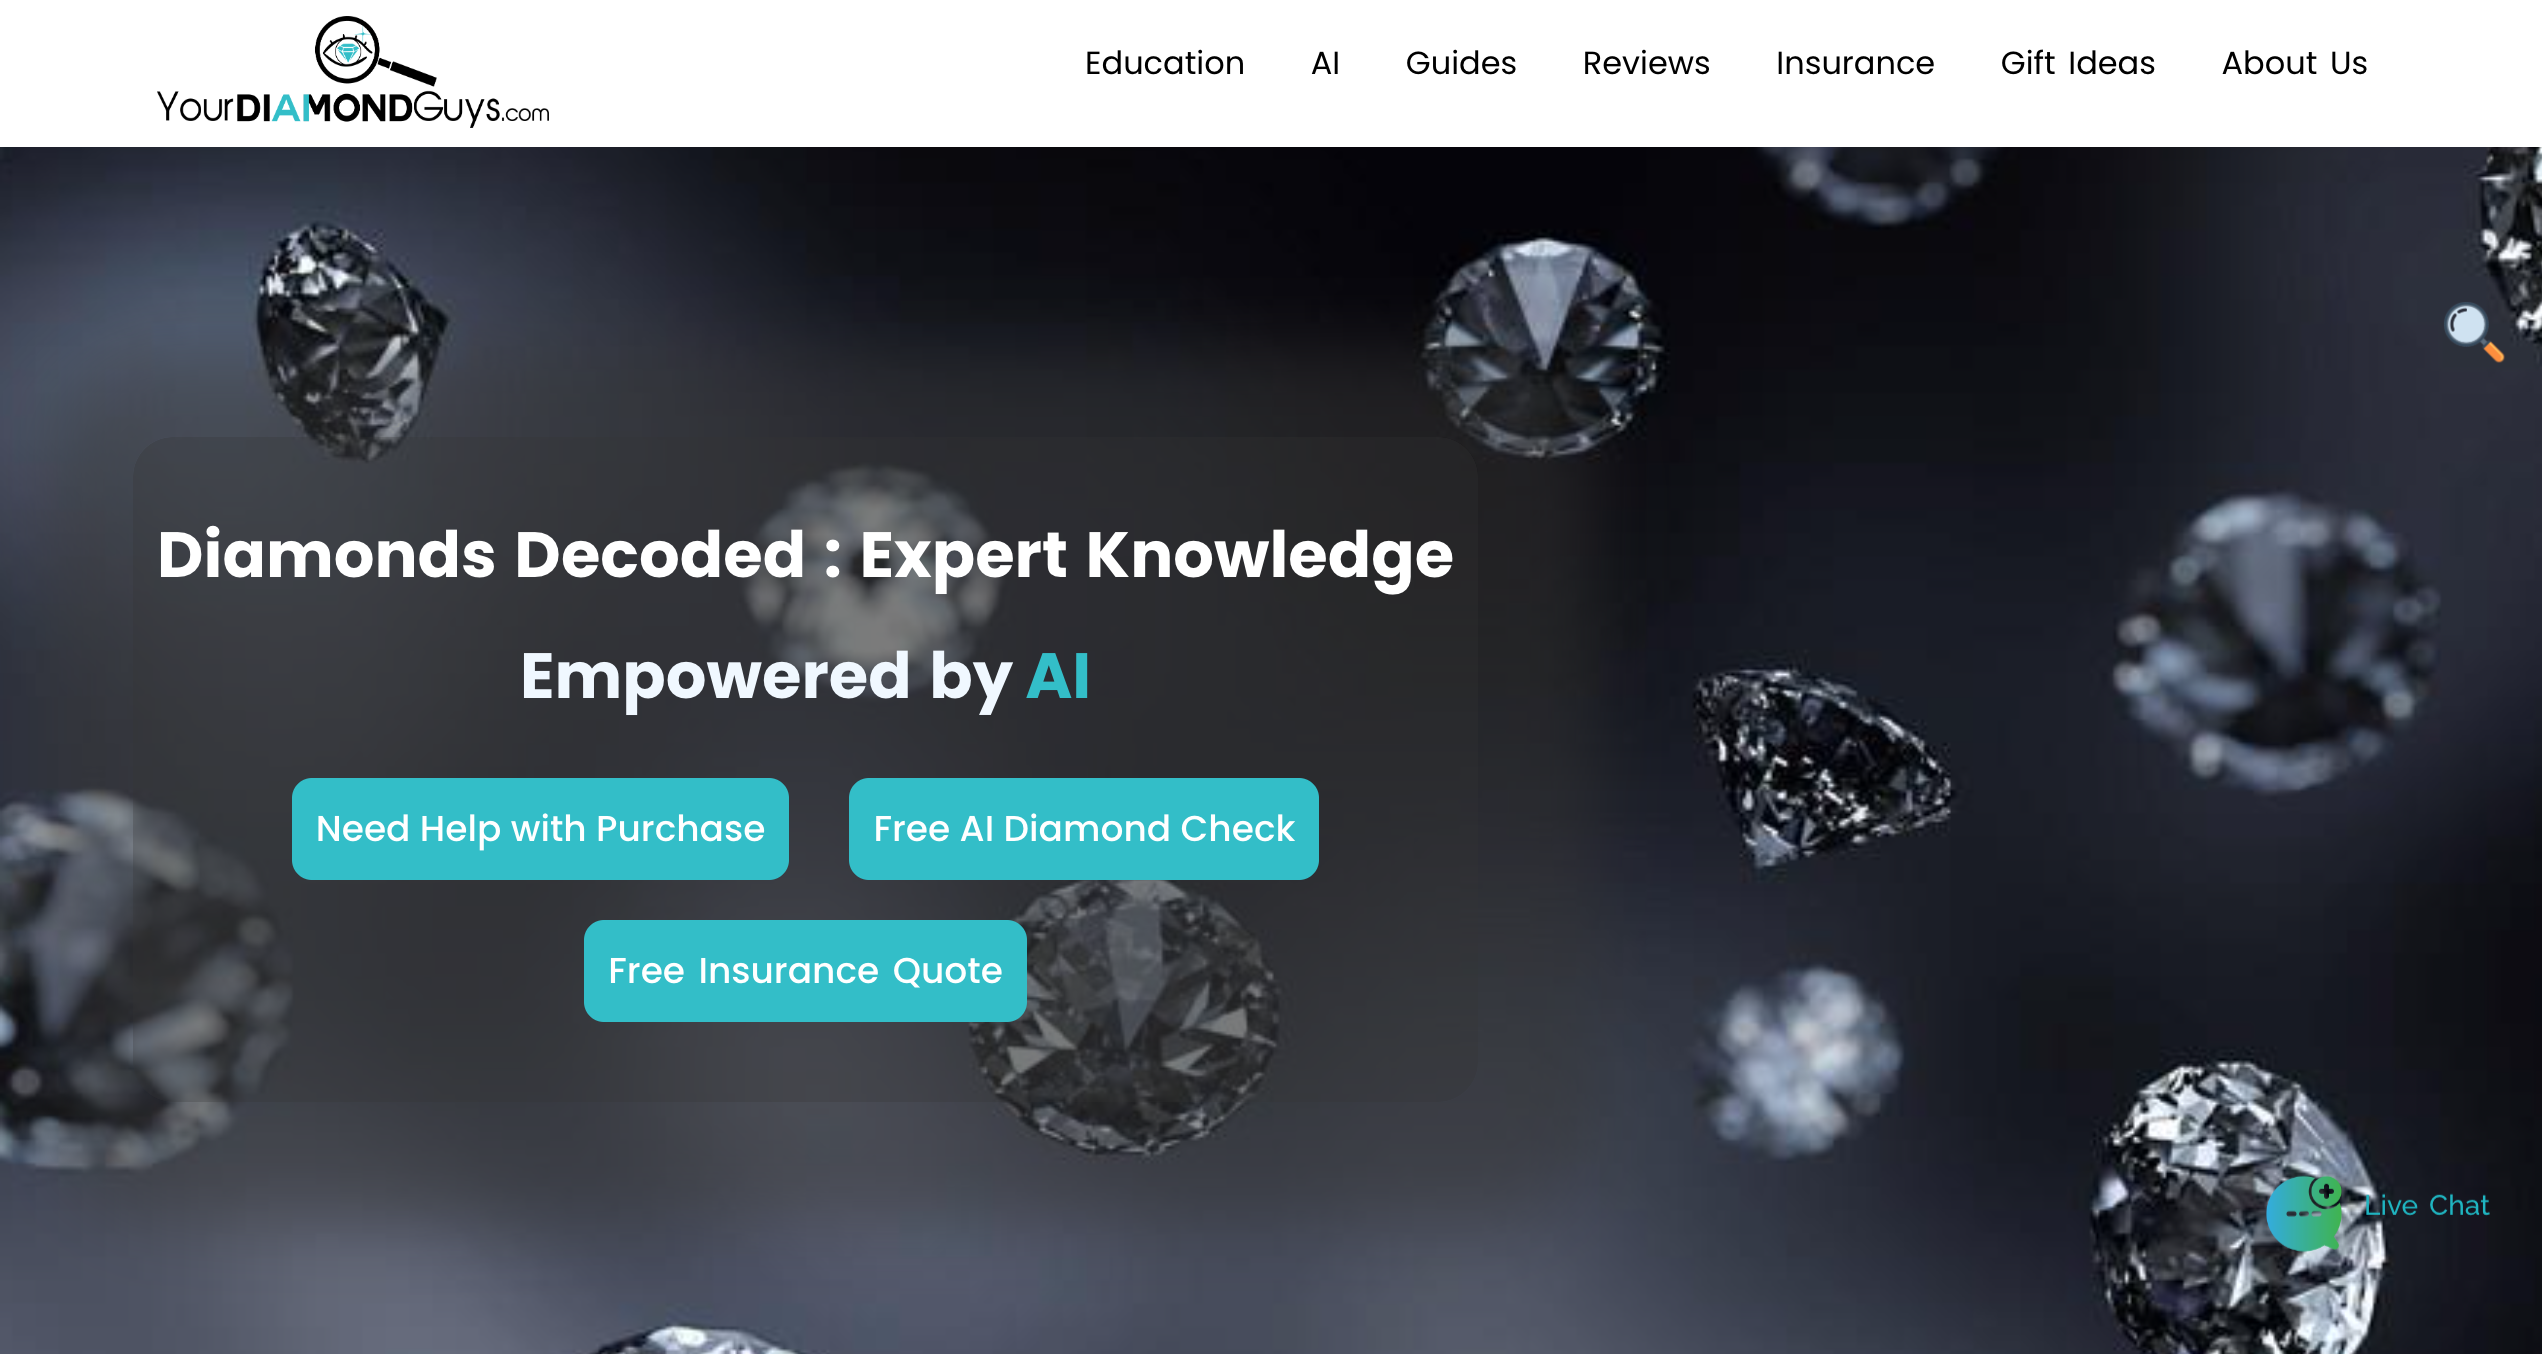 YourDIAMONDGuys.com
Education AI Guides Reviews Insurance Gift Ideas About Us
Diamonds Decoded : Expert Knowledge
Empowered by AI
Need Help with Purchase Free AI Diamond Check
Free Insurance Quote
Live Chat